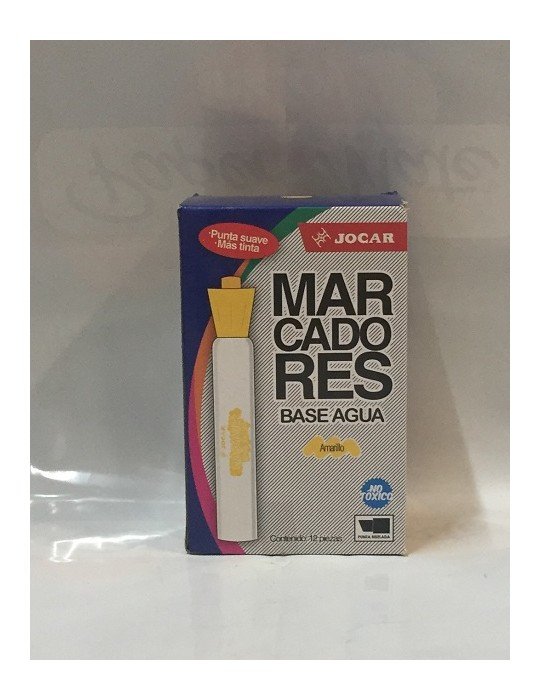 ·Punta suave
·Mas tinta
JOCAR
MAR
CADO
RES
BASE AGUA
Amarillo
NO
TÓXICO
PUNTA BISELADA
Contenido: 12 piezas